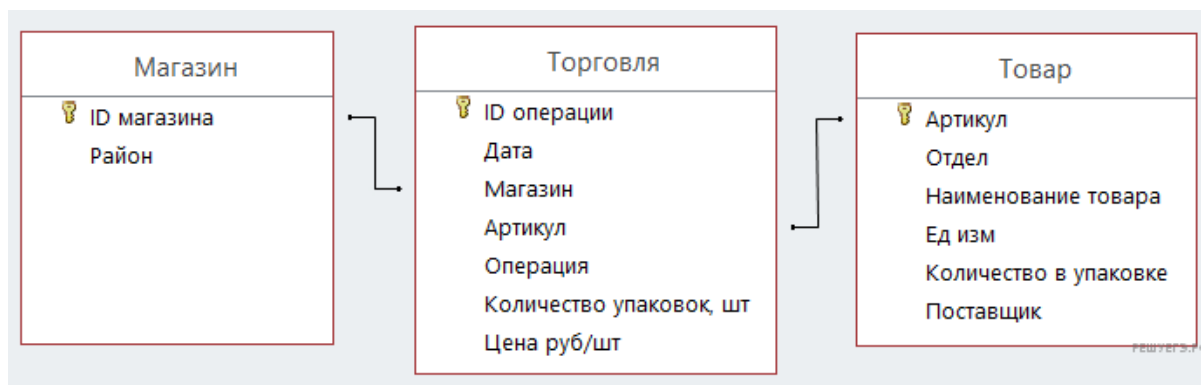 Магазин
ID магазина
Район
Торговля
ID операции
Дата
Магазин
Артикул
Операция
Количество упаковок, шт
Цена руб/шт
Товар
Артикул
Отдел
Наименование товара
Ед изм
Количество в упаковке
Поставщик